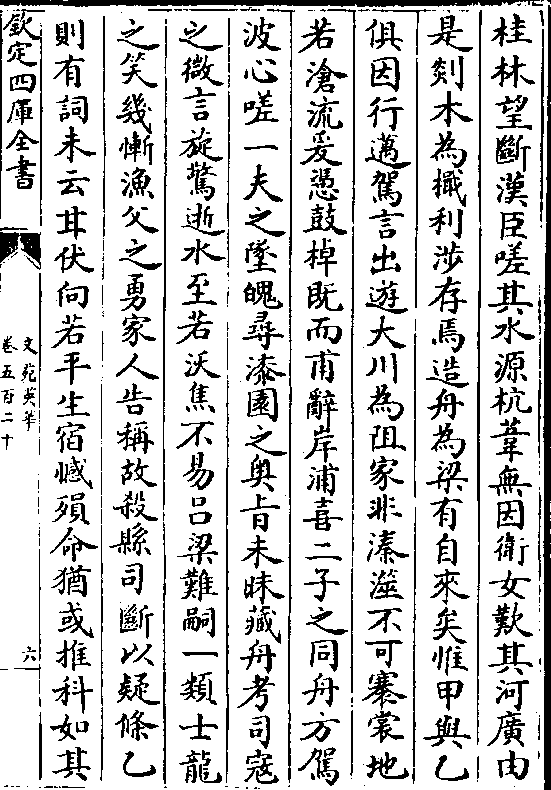 桂林望斷漢臣嗟其水源杭葦無因衛女歎其河廣由
是剡木為檝利涉存焉造舟為梁有自來矣惟甲與乙
俱因行邁駕言出遊大川為阻家非溱洧不可褰裳地
若滄流爰憑鼓棹既而甫辭岸浦喜二子之同舟方駕
波心嗟一夫之墜魄尋漆園之奥㫖未昧藏舟考司寇
之微言旋驚逝水至若沃焦不易吕梁難嗣一類士龍
之笑幾慚漁父之勇家人告稱故殺縣司斷以疑條乙
則有詞未云甘伏向若平生宿憾殞命猶或推科如其
欽定四庫全書
文苑英華
卷五百二十
六